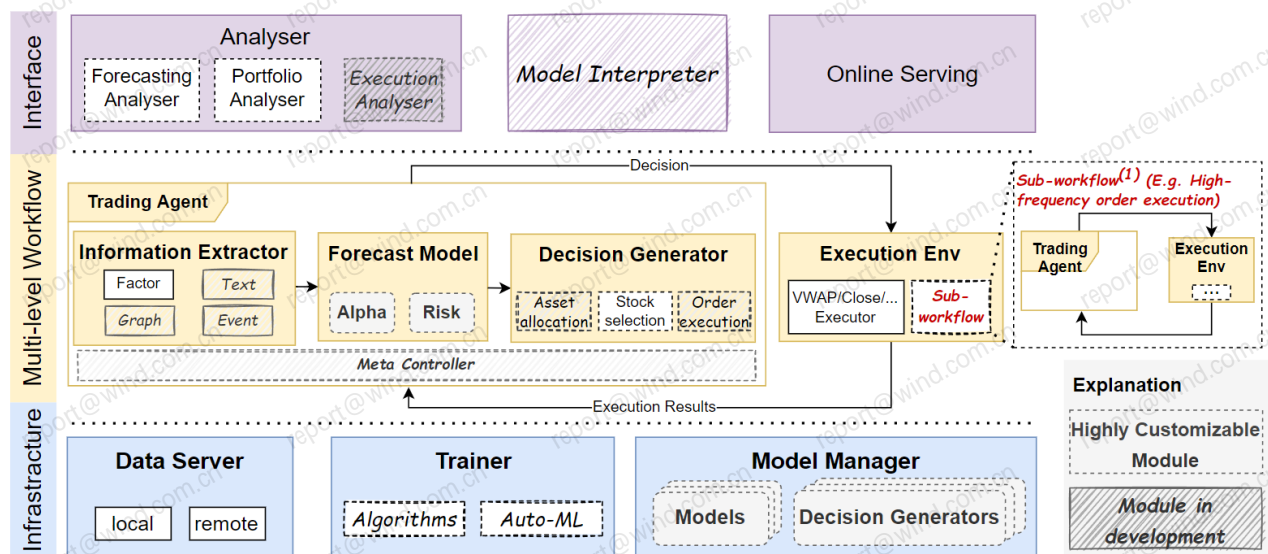 Interface
Analyser
Forecasting
Analyser
Portfolio
Analyser
Execution
Analyser
Model Interpreter
Online Serving
Multi-level Workflow
Decision
Trading Agent
Information Extractor
Factor
Text
Graph
Event
Forecast Model
Alpha
Risk
Decision Generator
Asset
allocation
Stock
selection
Order
execution
Meta Controller
Execution Env
VWAP/Close/...
Executor
Sub-
workflow
Execution Results
Sub-workflow(1) (E.g. High-
frequency order execution)
Trading
Agent
Execution
Env
...
Infrastracture
Data Server
local
remote
Trainer
Algorithms
Auto-ML
Model Manager
Models
Decision Generators
Explanation
Highly Customizable
Module
Module in
development
report@wind.com.cn